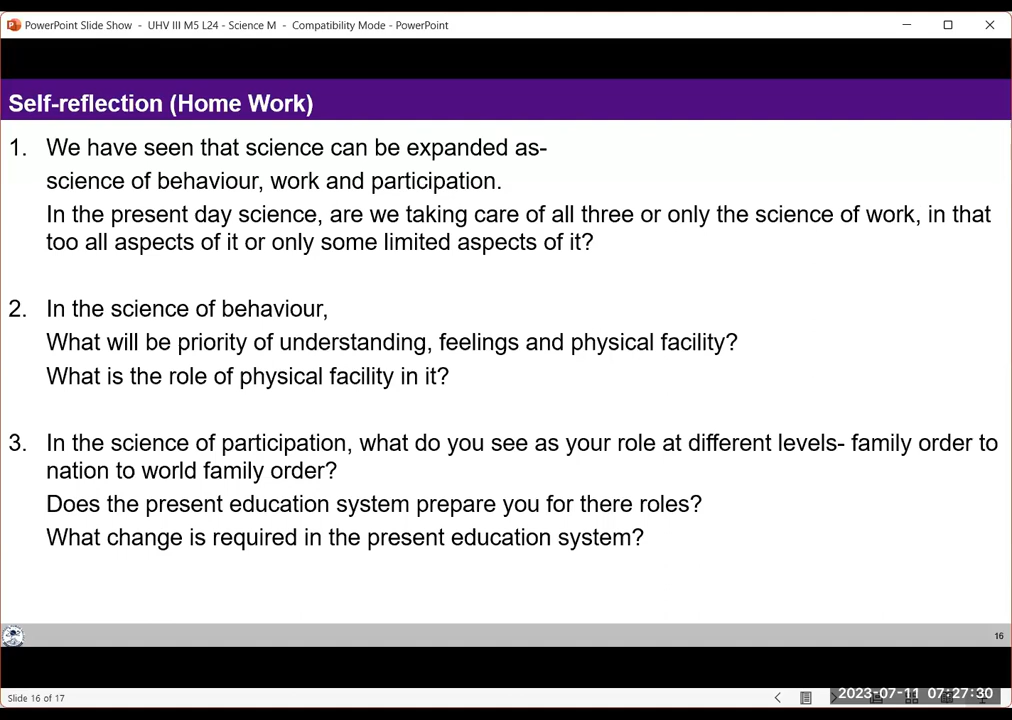 PowerPoint Slide Show - UHV III M5 L24 - Science M - Compatibility Mode - PowerPoint
Self-reflection (Home Work)
1. We have seen that science can be expanded as-
science of behaviour, work and participation.
In the present day science, are we taking care of all three or only the science of work, in that
too all aspects of it or only some limited aspects of it?
2. In the science of behaviour,
What will be priority of understanding, feelings and physical facility?
What is the role of physical facility in it?
3. In the science of participation, what do you see as your role at different levels- family order to
nation to world family order?
Does the present education system prepare you for there roles?
What change is required in the present education system?
16
Slide 16 of 17
2023-07-11 07:27:30